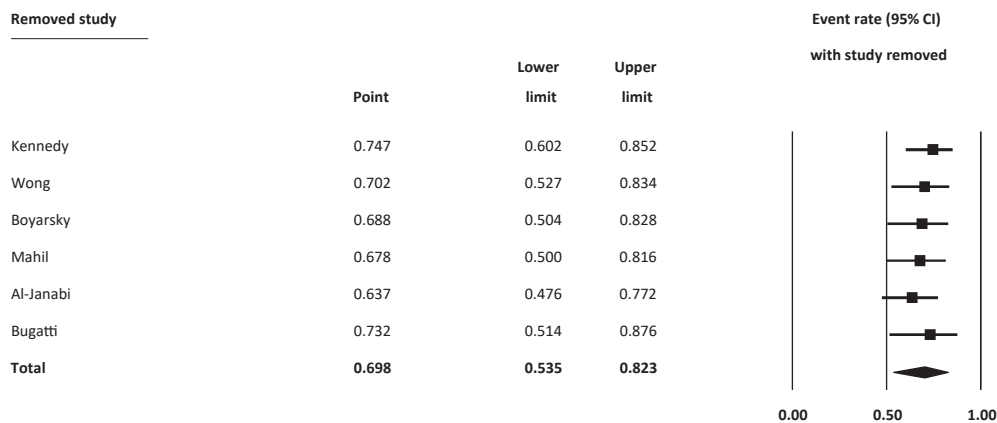 Removed study
Event rate (95% CI)
with study removed
Lower Upper
Point limit limit
Kennedy 0.747 0.602 0.852
Wong 0.702 0.527 0.834
Boyarsky 0.688 0.504 0.828
Mahil 0.678 0.500 0.816
Al-Janabi 0.637 0.476 0.772
Bugatti 0.732 0.514 0.876
Total 0.698 0.535 0.823
0.00 0.50 1.00